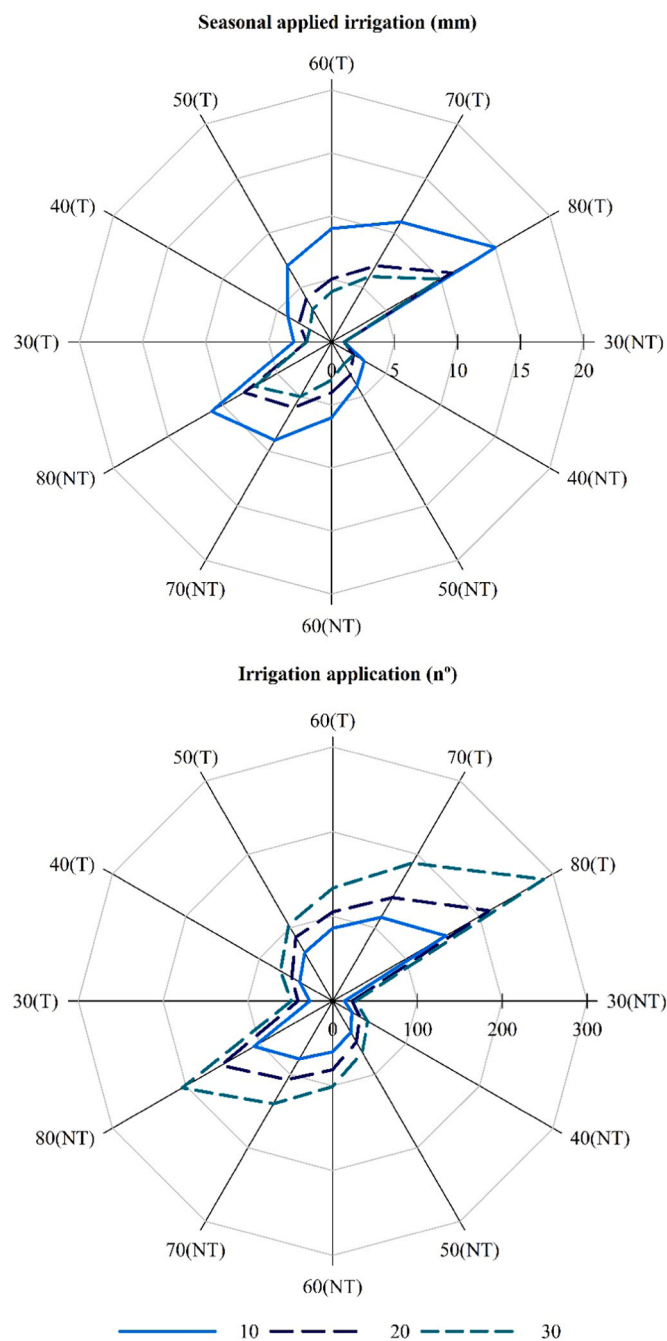 Seasonal applied irrigation (mm)
60(T)
50(T)
70(T)
40(T)
80(T)
30(T)
30(NT)
0 5 10 15 20
80(NT)
40(NT)
70(NT)
50(NT)
60(NT)
Irrigation application (nº)
60(T)
50(T)
70(T)
40(T)
80(T)
30(T)
30(NT)
0 100 200 300
80(NT)
40(NT)
70(NT)
50(NT)
60(NT)
10 20 30